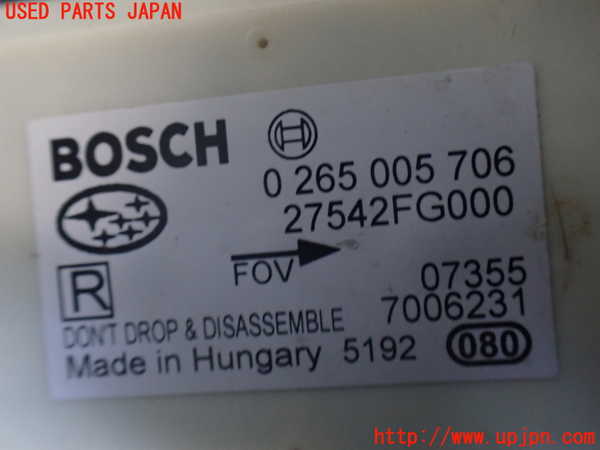 USED PARTS JAPAN
BOSCH
0 265 005 706
27542FG000
FOV
R
07355
7006231
DON'T DROP & DISASSEMBLE
Made in Hungary 5192 080
http://www.upjpn.com/